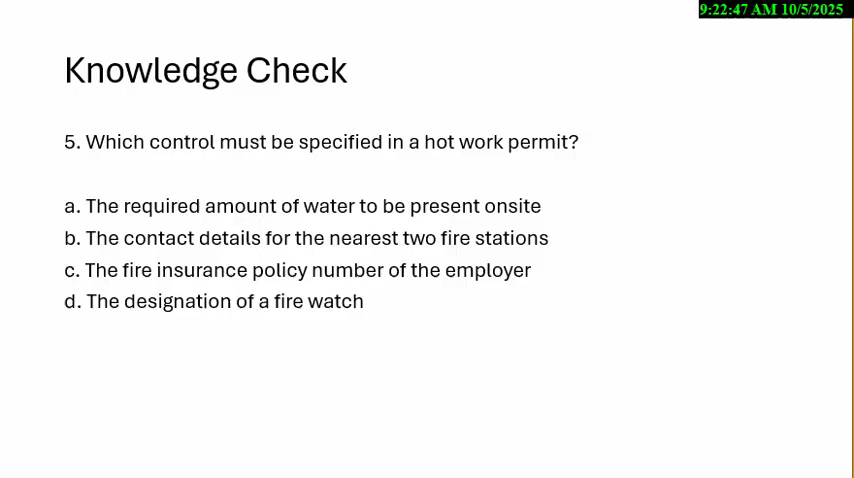 9:22:47 AM 10/5/2025
Knowledge Check
5. Which control must be specified in a hot work permit?
a. The required amount of water to be present onsite
b. The contact details for the nearest two fire stations
c. The fire insurance policy number of the employer
d. The designation of a fire watch